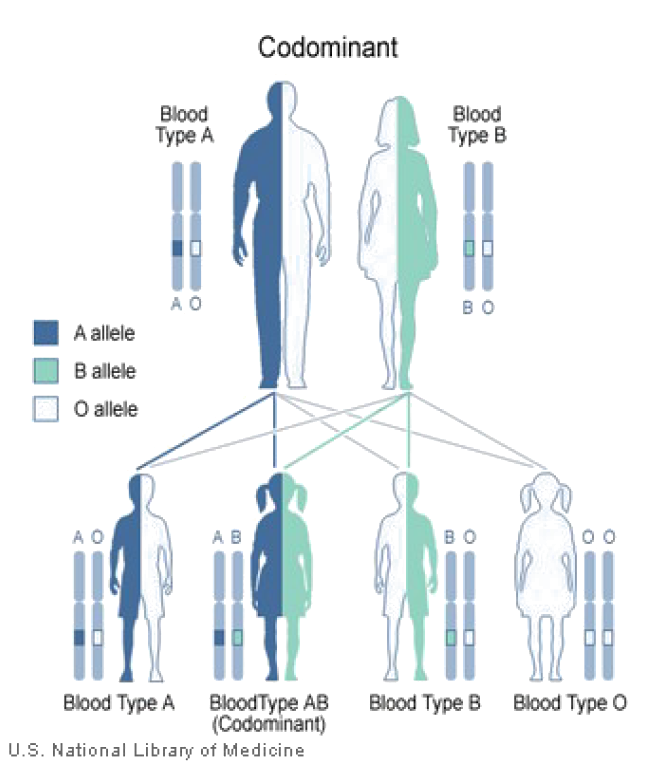 Codominant
Blood
Type A
Blood
Type B
A O
B O
A allele
B allele
O allele
A O
A B
B O
O O
Blood Type A
BloodType AB
(Codominant)
Blood Type B
Blood Type O
U.S. National Library of Medicine